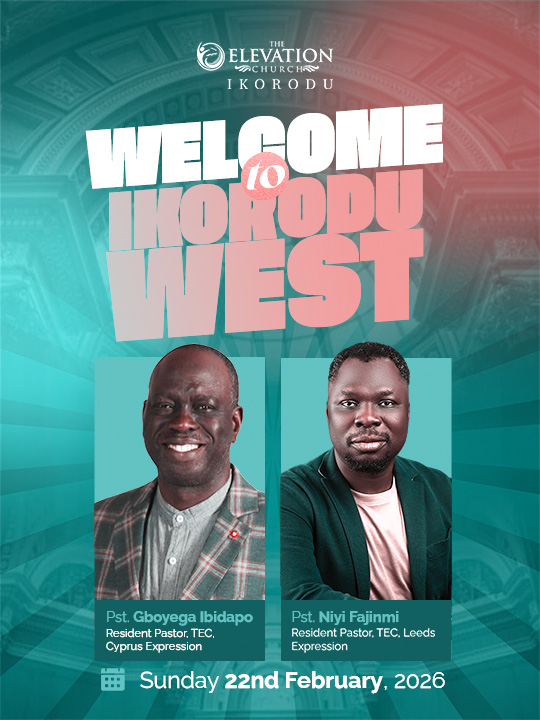 THE
ELEVATION
CHURCH
IKORODU
WELCOME
to
IKORODU
WEST
Pst. Gboyega Ibidapo
Resident Pastor, TEC,
Cyprus Expression
Pst. Niyi Fajinmi
Resident Pastor, TEC, Leeds
Expression
Sunday 22nd February, 2026